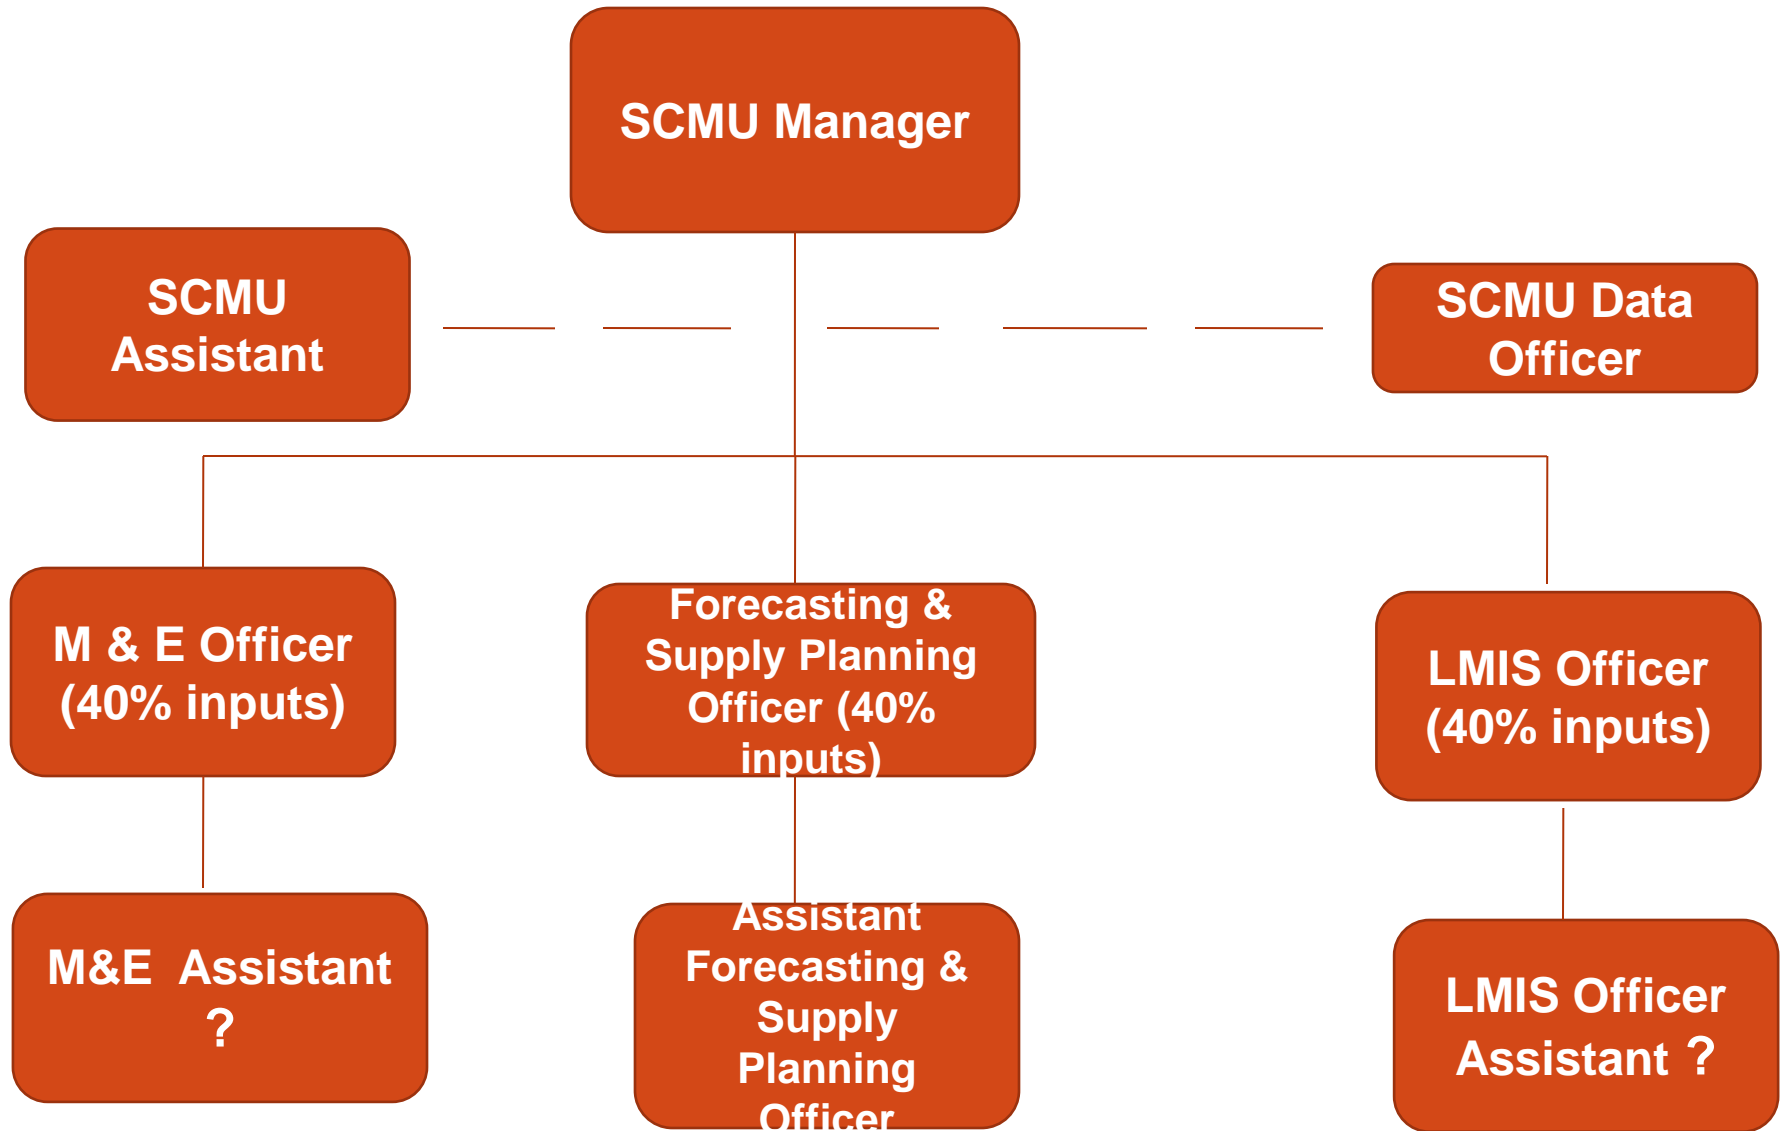 SCMU Manager
SCMU
Assistant
SCMU Data
Officer
M & E Officer
(40% inputs)
Forecasting &
Supply Planning
Officer (40%
inputs)
LMIS Officer
(40% inputs)
M&E  Assistant
?
Assistant
Forecasting &
Supply
Planning
Officer
LMIS Officer
Assistant ?